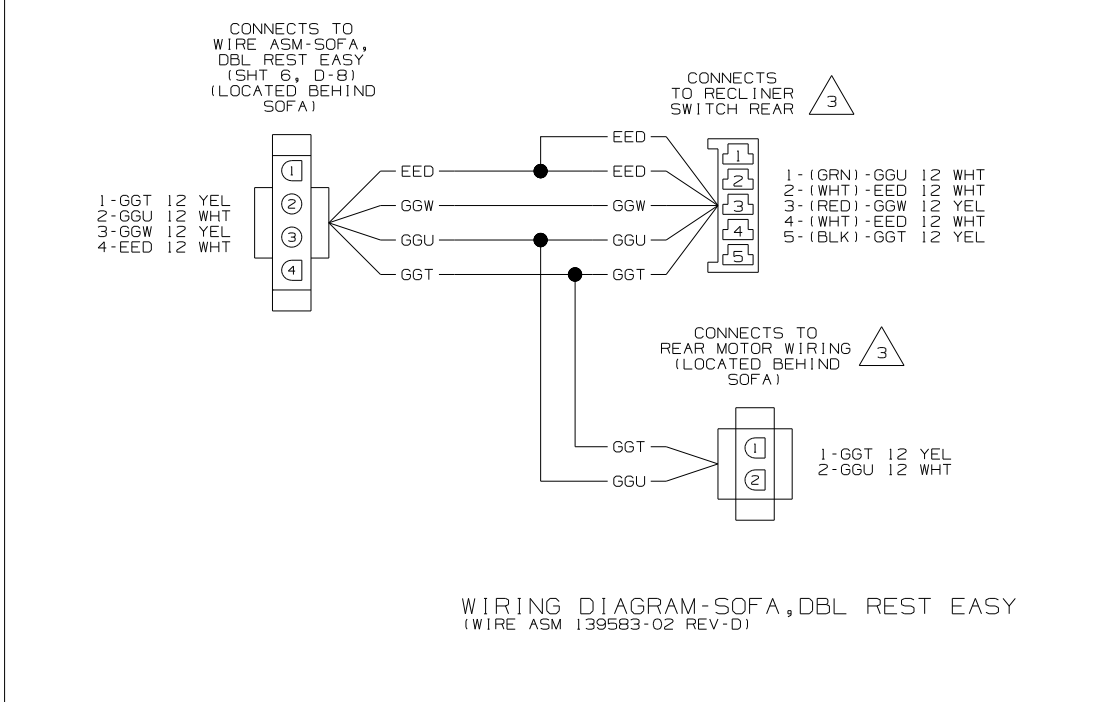 CONNECTS TO
WIRE ASM-SOFA,
DBL REST EASY
(SHT 6, D-8)
(LOCATED BEHIND
SOFA)
1
2
3
4
1-GGT 12 YEL
2-GGU 12 WHT
3-GGW 12 YEL
4-EED 12 WHT
EED
GGW
GGU
GGT
EED
EED
GGW
GGU
GGT
CONNECTS
TO RECLINER
SWITCH REAR
3
1
2
3
4
5
1-(GRN)-GGU 12 WHT
2-(WHT)-EED 12 WHT
3-(RED)-GGW 12 YEL
4-(WHT)-EED 12 WHT
5-(BLK)-GGT 12 YEL
CONNECTS TO
REAR MOTOR WIRING
(LOCATED BEHIND
SOFA)
3
GGT
GGU
1
2
1-GGT 12 YEL
2-GGU 12 WHT
WIRING DIAGRAM-SOFA,DBL REST EASY
(WIRE ASM 139583-02 REV-D)